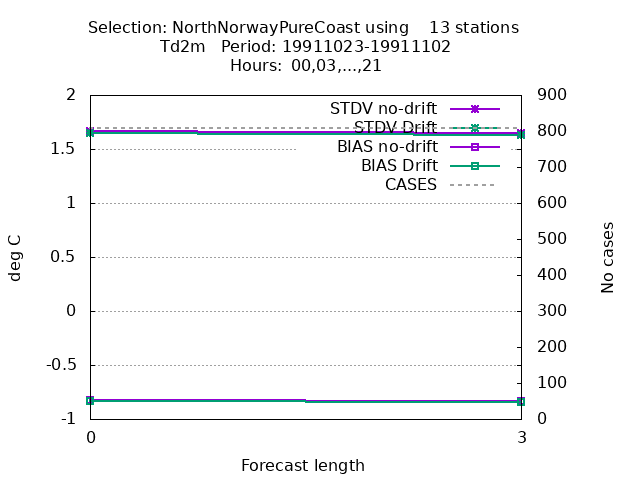 Selection: NorthNorwayPureCoast using    13 stations
Td2m   Period: 19911023-19911102
Hours:  00,03,...,21
2
1.5
1
0.5
0
-0.5
-1
deg C
STDV no-drift
STDV Drift
BIAS no-drift
BIAS Drift
CASES
900
800
700
600
500
400
300
200
100
0
No cases
0
3
Forecast length